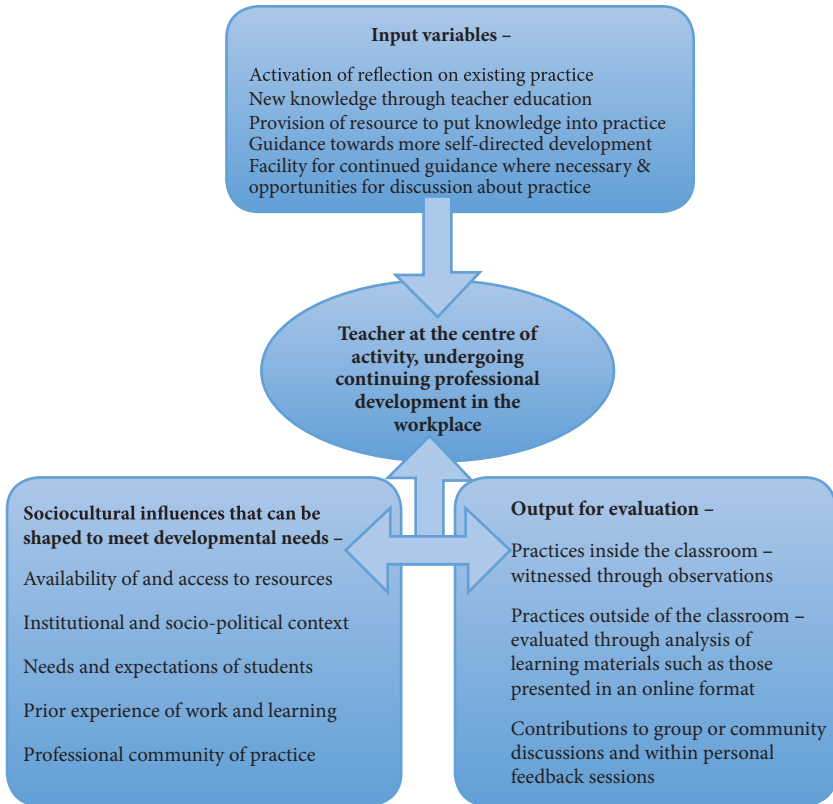 Input variables –
Activation of reflection on existing practice
New knowledge through teacher education
Provision of resource to put knowledge into practice
Guidance towards more self-directed development
Facility for continued guidance where necessary &
opportunities for discussion about practice
Teacher at the centre of
activity, undergoing
continuing professional
development in the
workplace
Sociocultural influences that can be
shaped to meet developmental needs –
Availability of and access to resources
Institutional and socio-political context
Needs and expectations of students
Prior experience of work and learning
Professional community of practice
Output for evaluation –
Practices inside the classroom –
witnessed through observations
Practices outside of the classroom –
evaluated through analysis of
learning materials such as those
presented in an online format
Contributions to group or community
discussions and within personal
feedback sessions